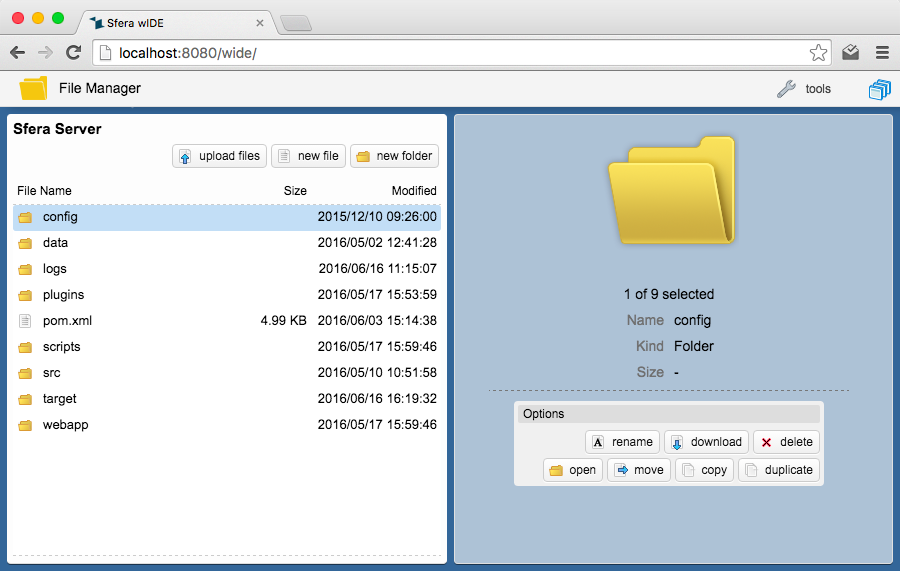 Sfera wIDE
localhost:8080/wide/
File Manager
tools
Sfera Server
upload files new file new folder
File Name Size Modified
config 2015/12/10 09:26:00
data 2016/05/02 12:41:28
logs 2016/06/16 11:15:07
plugins 2016/05/17 15:53:59
pom.xml 4.99 KB 2016/06/03 15:14:38
scripts 2016/05/17 15:59:46
src 2016/05/10 10:51:58
target 2016/06/16 16:19:32
webapp 2016/05/17 15:59:46
1 of 9 selected
Name config
Kind Folder
Size -
Options
A rename download delete
open move copy duplicate